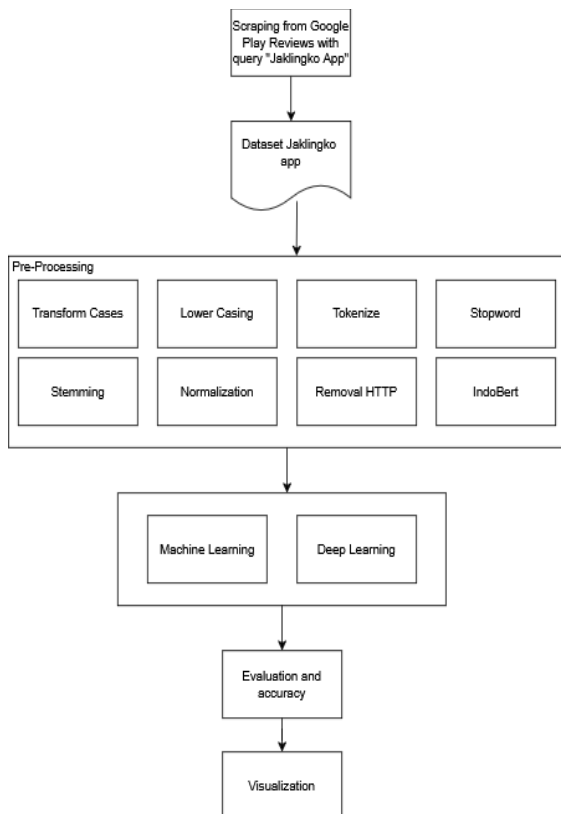 Scraping from Google
Play Reviews with
query "Jaklingko App"
Dataset Jaklingko
app
Pre-Processing
Transform Cases
Lower Casing
Tokenize
Stopword
Stemming
Normalization
Removal HTTP
IndoBert
Machine Learning
Deep Learning
Evaluation and
accuracy
Visualization